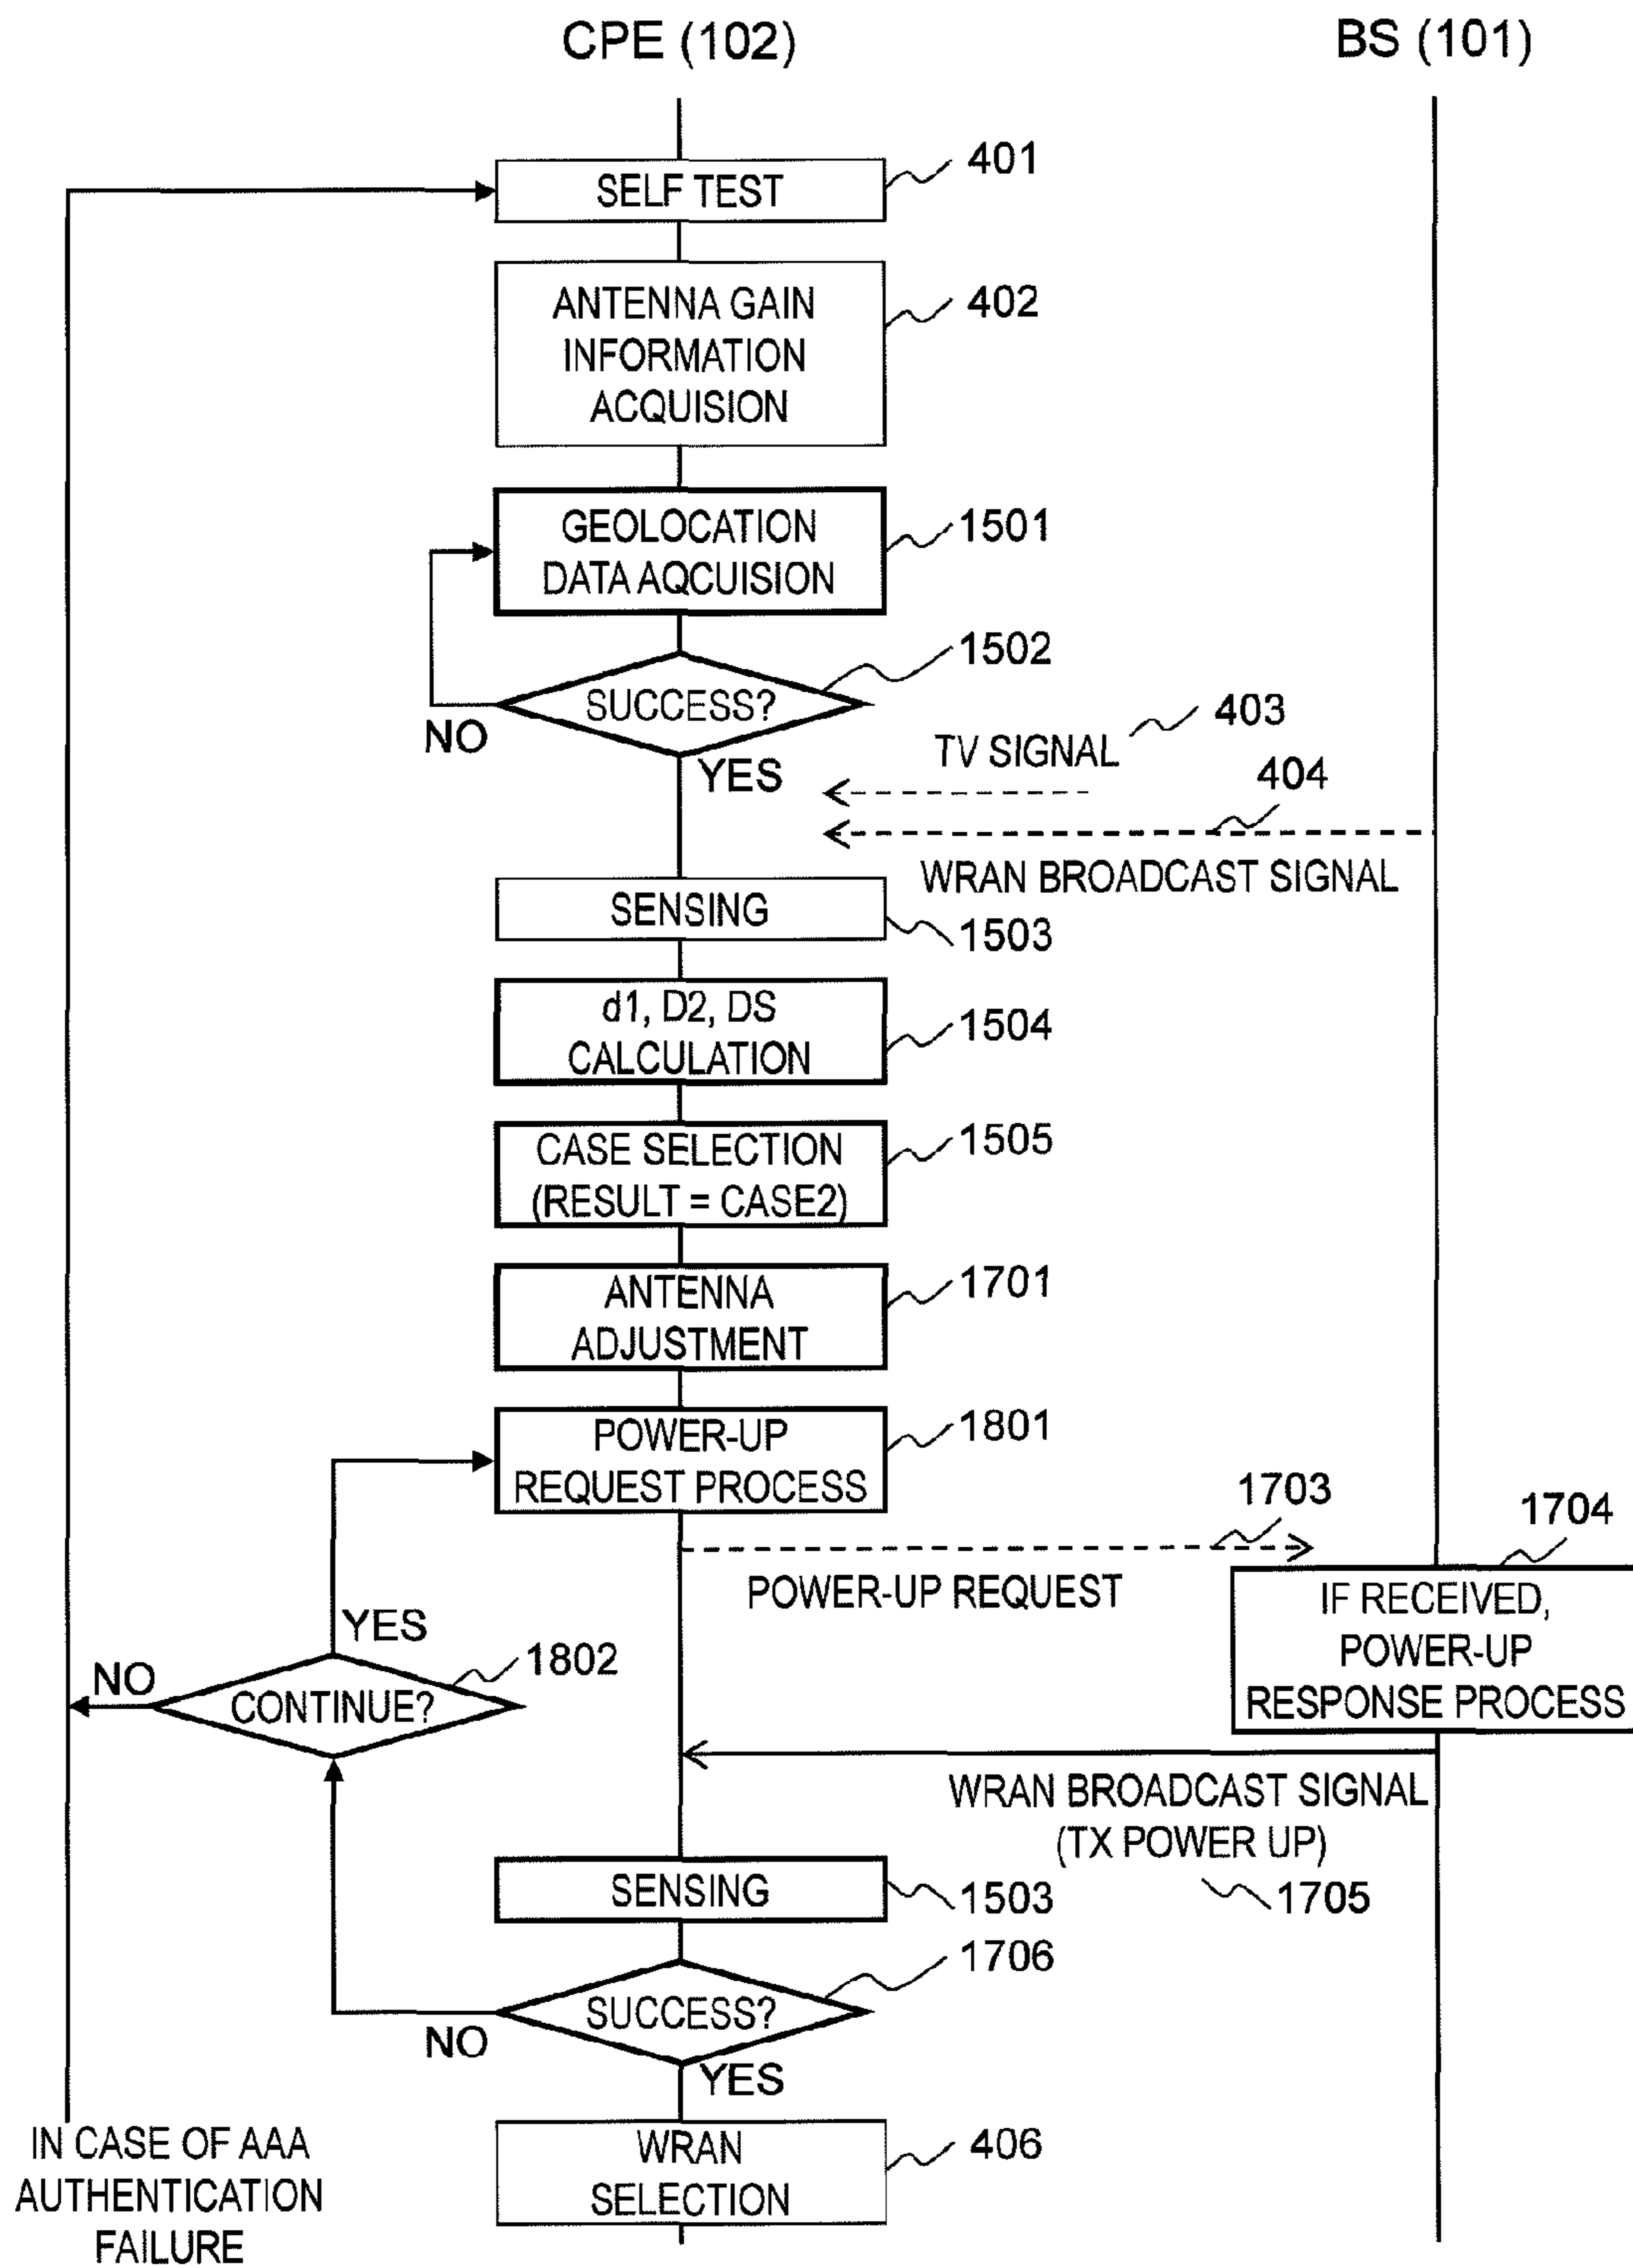 CPE (102)
BS (101)
SELF TEST
401
ANTENNA GAIN
INFORMATION
ACQUISION
402
GEOLOCATION
DATA AQCUISION
1501
SUCCESS?
1502
NO
YES
TV SIGNAL
403
404
WRAN BROADCAST SIGNAL
SENSING
1503
d1, D2, DS
CALCULATION
1504
CASE SELECTION
(RESULT = CASE2)
1505
ANTENNA
ADJUSTMENT
1701
POWER-UP
REQUEST PROCESS
1801
1703
POWER-UP REQUEST
1704
IF RECEIVED,
POWER-UP
RESPONSE PROCESS
YES
NO
CONTINUE?
1802
WRAN BROADCAST SIGNAL
(TX POWER UP)
1705
SENSING
1503
SUCCESS?
1706
NO
YES
WRAN
SELECTION
406
IN CASE OF AAA
AUTHENTICATION
FAILURE